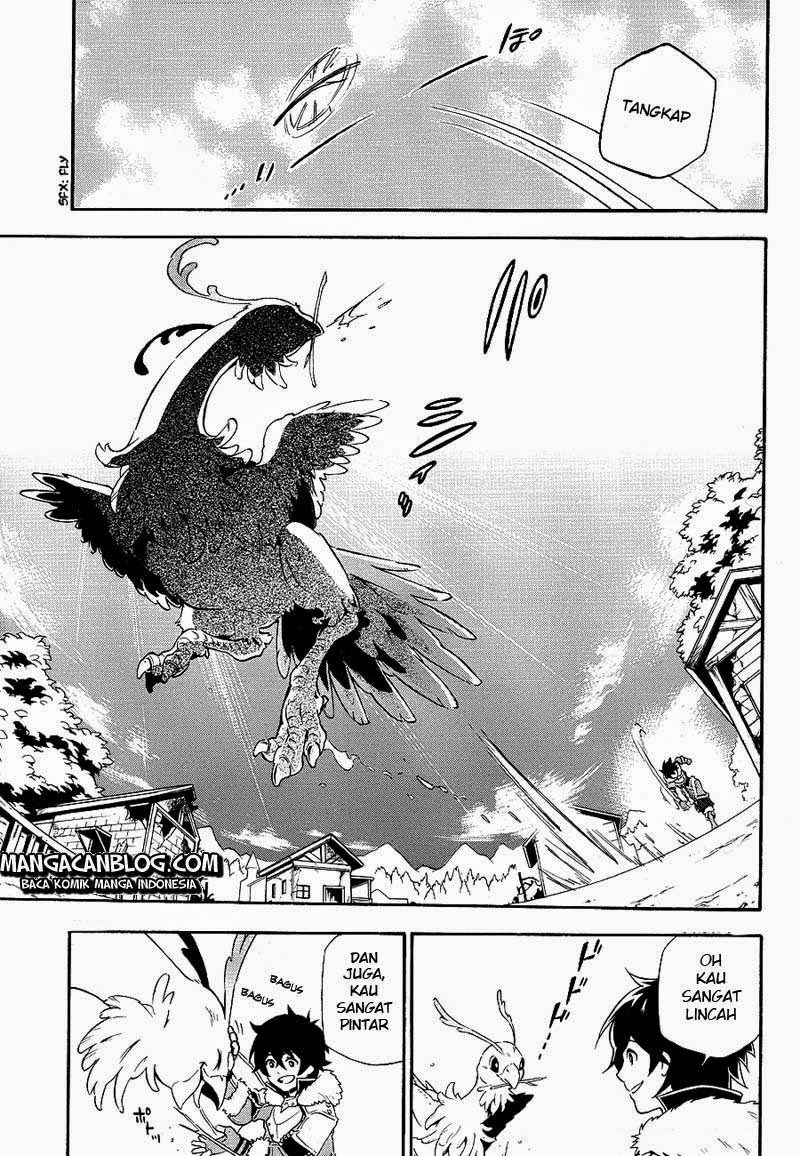 ぽ
TANGKAP
SFX: FLY
MANGACANBLOG.COM
BACA KOMIK MANGA INDONESIA
OH
KAU
SANGAT
LINCAH
DAN
JUGA,
KAU
SANGAT
PINTAR
BAGUS
BAGUS